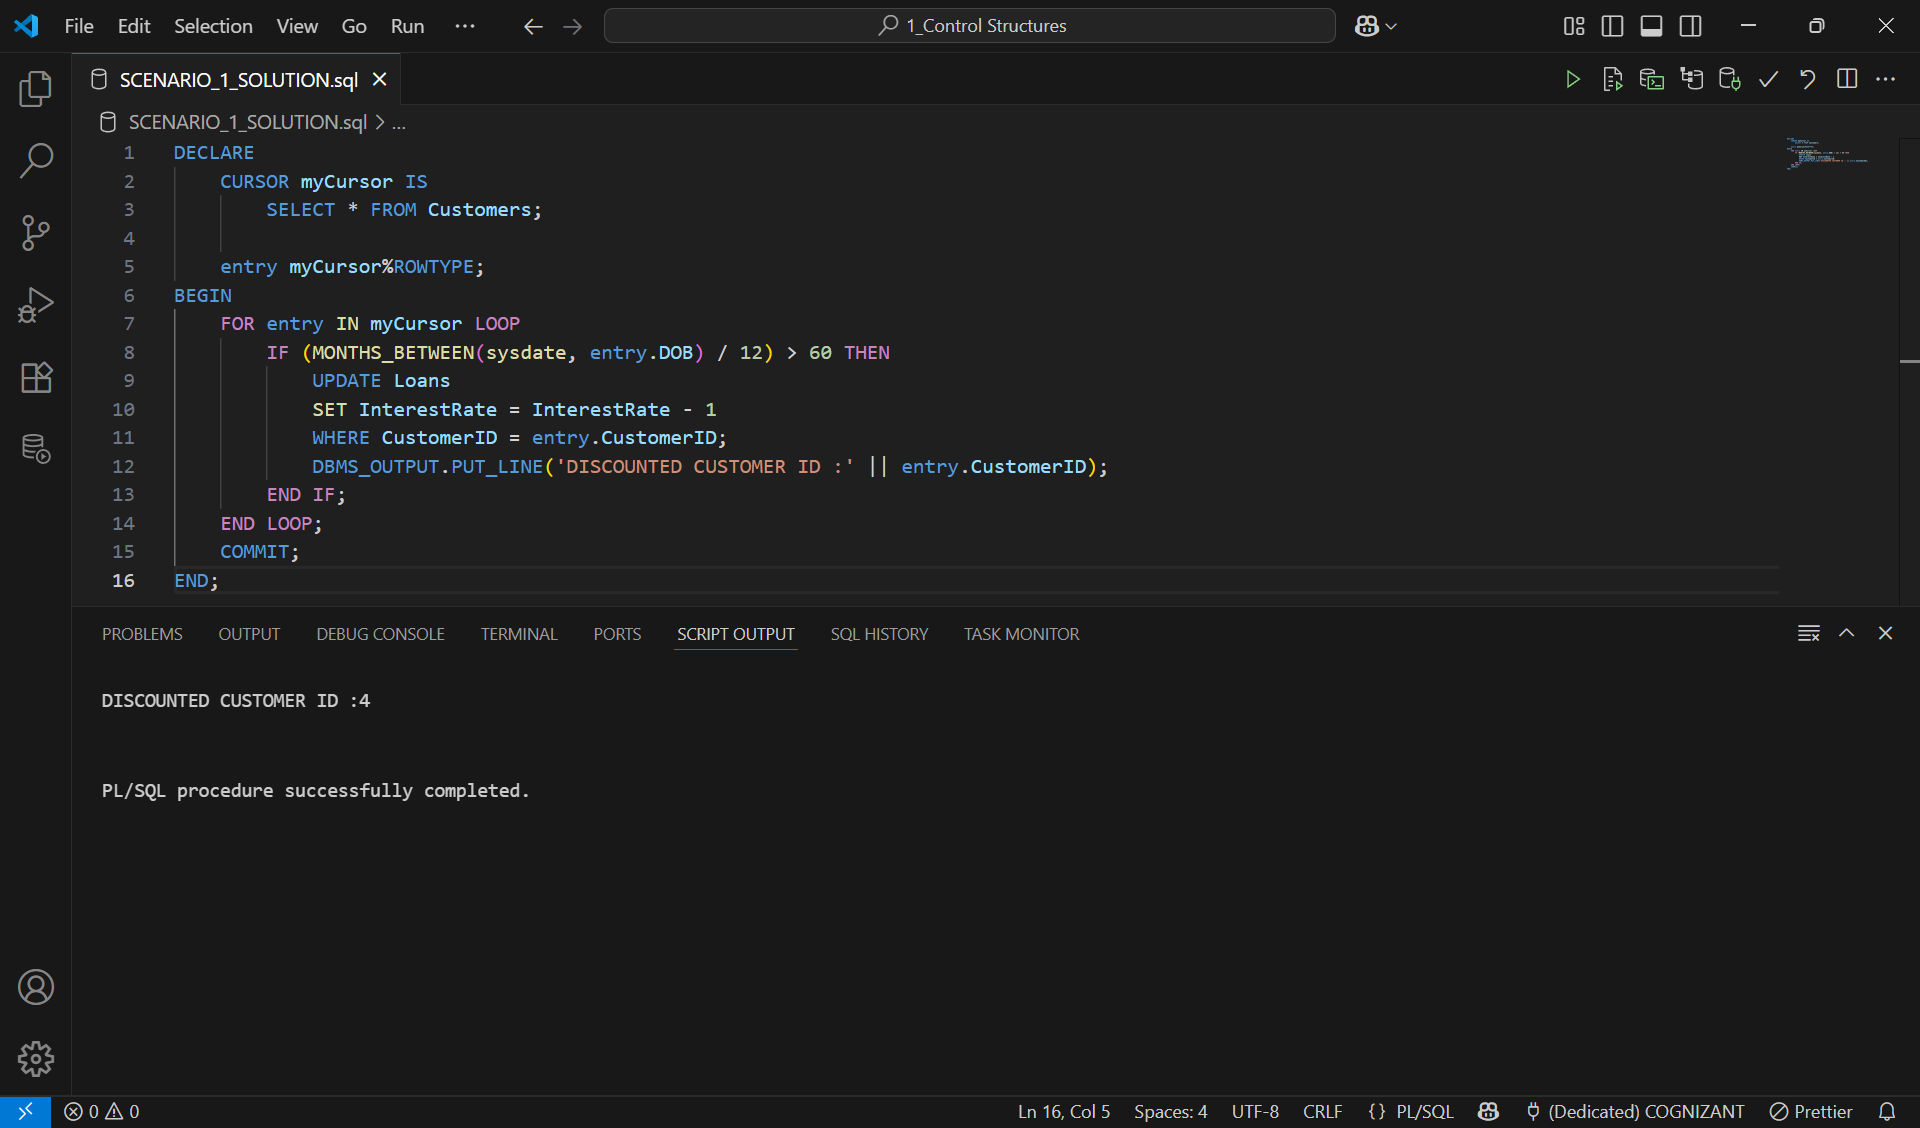 File Edit Selection View Go Run ··· 1_Control Structures
SCENARIO_1_SOLUTION.sql
SCENARIO_1_SOLUTION.sql > ...
1 DECLARE
2 CURSOR myCursor IS
3 SELECT * FROM Customers;
4
5 entry myCursor%ROWTYPE;
6 BEGIN
7 FOR entry IN myCursor LOOP
8 IF (MONTHS_BETWEEN(sysdate, entry.DOB) / 12) > 60 THEN
9 UPDATE Loans
10 SET InterestRate = InterestRate - 1
11 WHERE CustomerID = entry.CustomerID;
12 DBMS_OUTPUT.PUT_LINE('DISCOUNTED CUSTOMER ID :' || entry.CustomerID);
13 END IF;
14 END LOOP;
15 COMMIT;
16 END;
PROBLEMS OUTPUT DEBUG CONSOLE TERMINAL PORTS SCRIPT OUTPUT SQL HISTORY TASK MONITOR
DISCOUNTED CUSTOMER ID :4
PL/SQL procedure successfully completed.
0 0 Ln 16, Col 5 Spaces: 4 UTF-8 CRLF {} PL/SQL (Dedicated) COGNIZANT Prettier